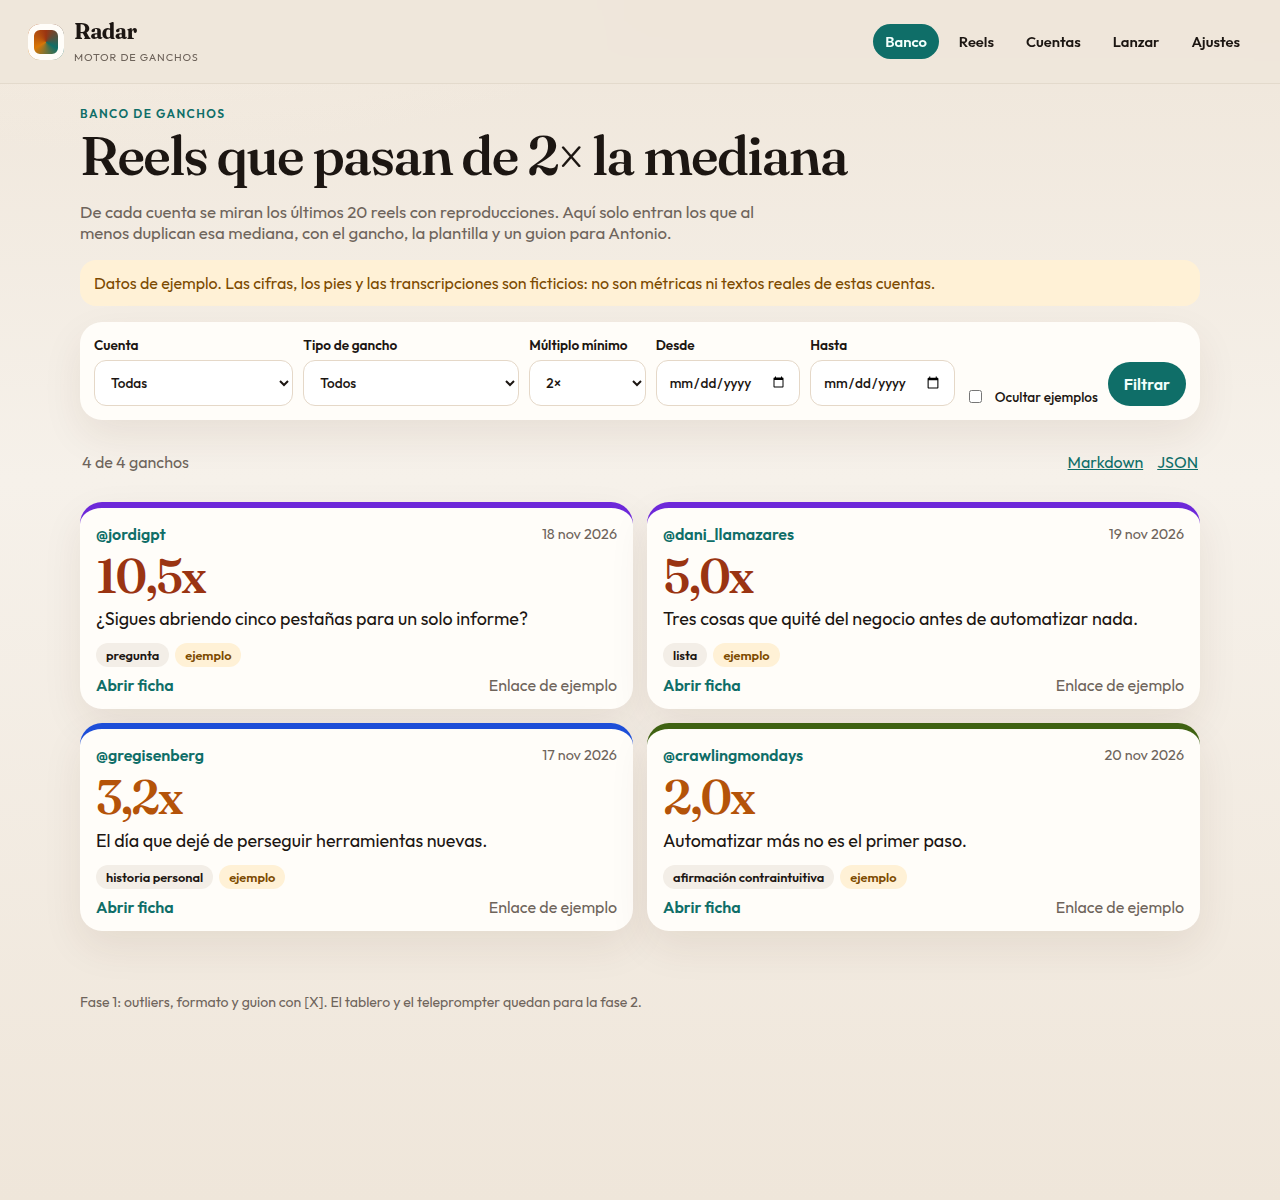 Radar
MOTOR DE GANCHOS
Banco
Reels
Cuentas
Lanzar
Ajustes
BANCO DE GANCHOS
Reels que pasan de 2× la mediana
De cada cuenta se miran los últimos 20 reels con reproducciones. Aquí solo entran los que al
menos duplican esa mediana, con el gancho, la plantilla y un guion para Antonio.
Datos de ejemplo. Las cifras, los pies y las transcripciones son ficticios: no son métricas ni textos reales de estas cuentas.
Cuenta
Todas
Tipo de gancho
Todos
Múltiplo mínimo
2×
Desde
mm/dd/yyyy
Hasta
mm/dd/yyyy
Ocultar ejemplos
Filtrar
4 de 4 ganchos
Markdown
JSON
@jordigpt
18 nov 2026
10,5x
¿Sigues abriendo cinco pestañas para un solo informe?
pregunta
ejemplo
Abrir ficha
Enlace de ejemplo
@dani_llamazares
19 nov 2026
5,0x
Tres cosas que quité del negocio antes de automatizar nada.
lista
ejemplo
Abrir ficha
Enlace de ejemplo
@gregisenberg
17 nov 2026
3,2x
El día que dejé de perseguir herramientas nuevas.
historia personal
ejemplo
Abrir ficha
Enlace de ejemplo
@crawlingmondays
20 nov 2026
2,0x
Automatizar más no es el primer paso.
afirmación contraintuitiva
ejemplo
Abrir ficha
Enlace de ejemplo
Fase 1: outliers, formato y guion con [X]. El tablero y el teleprompter quedan para la fase 2.